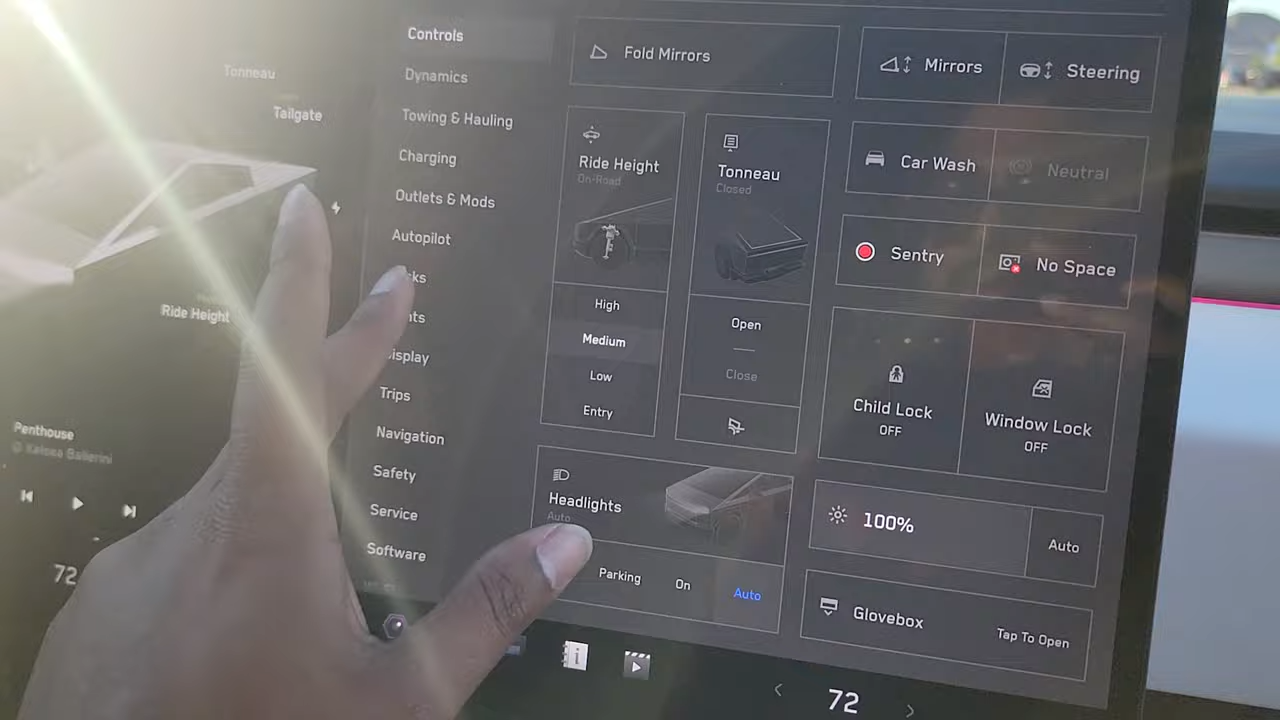 Tonneau
Tailgate
Ride Height
Penthouse
@ Kelsea Ballerini
72
Controls
Dynamics
Towing & Hauling
Charging
Outlets & Mods
Autopilot
Trips
Navigation
Safety
Service
Software
Fold Mirrors
Mirrors
Steering
Ride Height
On-Road
High
Medium
Low
Entry
Tonneau
Closed
Open
Close
Car Wash
Neutral
Sentry
No Space
Child Lock
OFF
Window Lock
OFF
Headlights
Auto
Parking
On
Auto
100%
Auto
Glovebox
Tap To Open
72